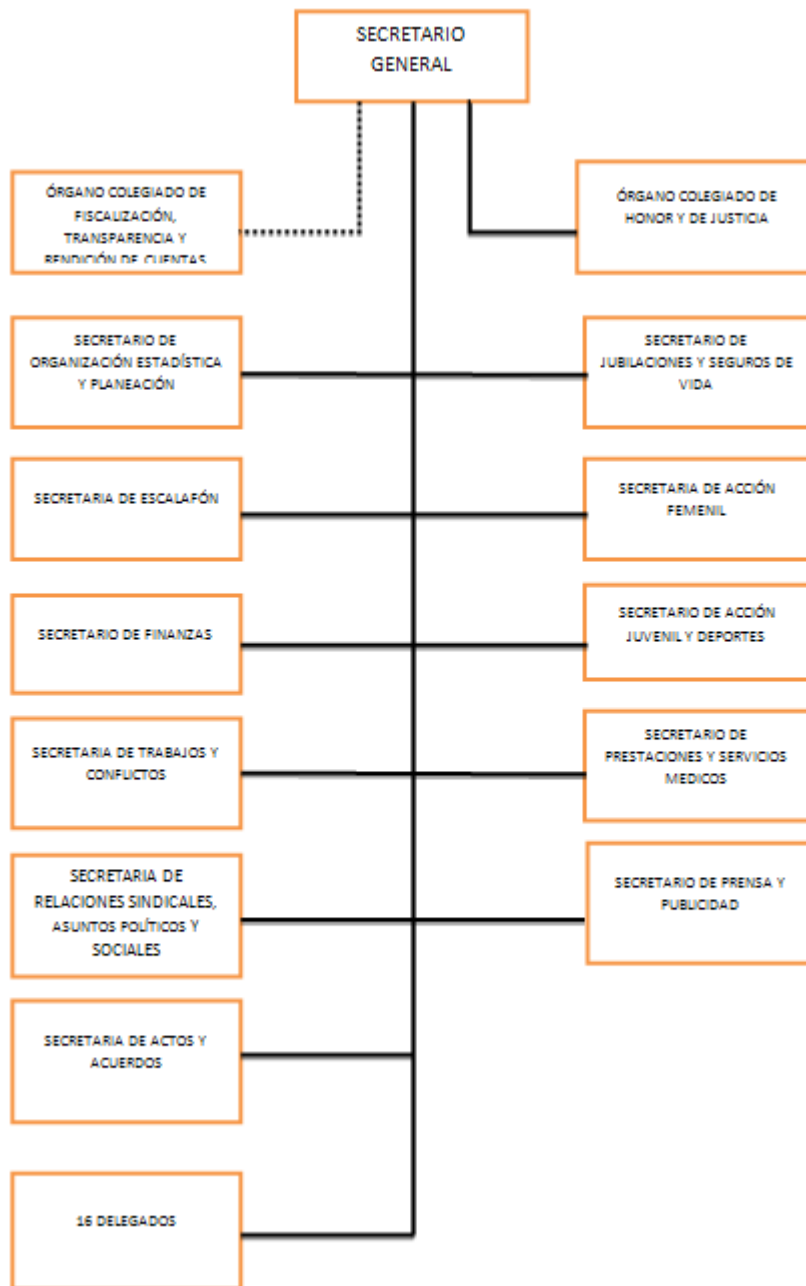 SECRETARIO
GENERAL
ÓRGANO COLEGIADO DE
FISCALIZACIÓN,
TRANSPARENCIA Y
RENDICIÓN DE CUENTAS
ÓRGANO COLEGIADO DE
HONOR Y DE JUSTICIA
SECRETARIO DE
ORGANIZACIÓN ESTADÍSTICA
Y PLANEACIÓN
SECRETARIO DE
JUBILACIONES Y SEGUROS DE
VIDA
SECRETARIA DE ESCALAFÓN
SECRETARIA DE ACCIÓN
FEMENIL
SECRETARIO DE FINANZAS
SECRETARIO DE ACCIÓN
JUVENIL Y DEPORTES
SECRETARIA DE TRABAJOS Y
CONFLICTOS
SECRETARIO DE
PRESTACIONES Y SERVICIOS
MEDICOS
SECRETARIA DE
RELACIONES SINDICALES,
ASUNTOS POLÍTICOS Y
SOCIALES
SECRETARIO DE PRENSA Y
PUBLICIDAD
SECRETARIA DE ACTOS Y
ACUERDOS
16 DELEGADOS